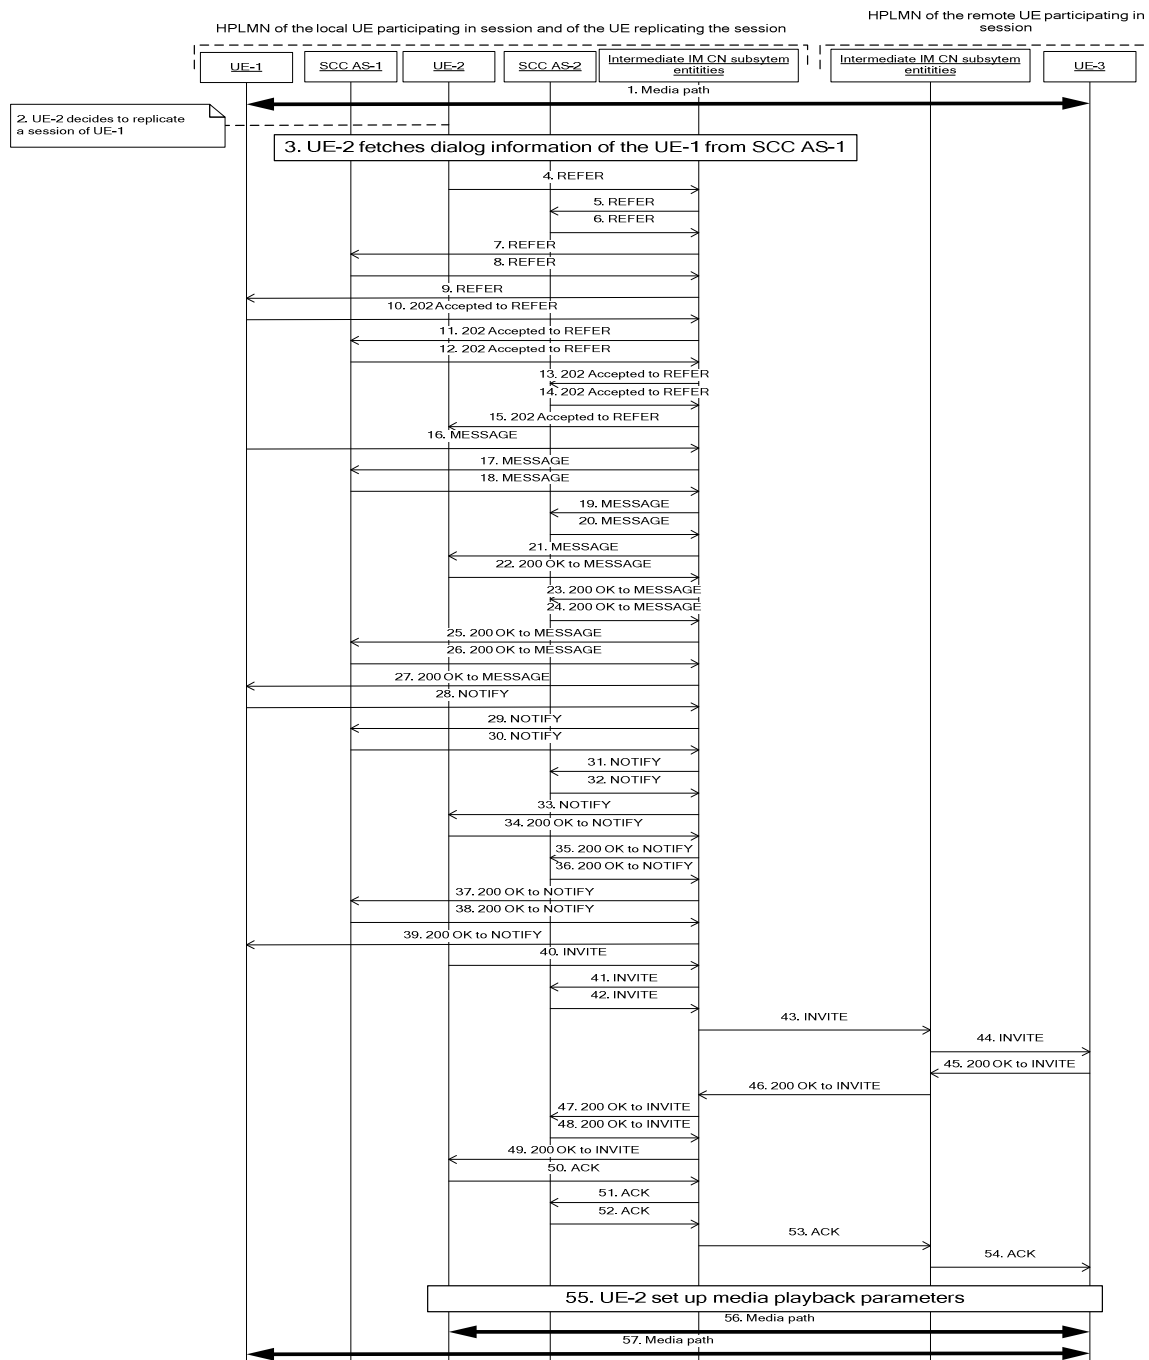 HPLMN of the local UE participating in session and of the UE replicating the session
HPLMN of the remote UE participating in
session
UE-1
SCC AS-1
UE-2
SCC AS-2
Intermediate IM CN subsytem
entitities
Intermediate IM CN subsytem
entitities
UE-3
1. Media path
2. UE-2 decides to replicate
a session of UE-1
3. UE-2 fetches dialog information of the UE-1 from SCC AS-1
4. REFER
5. REFER
6. REFER
7. REFER
8. REFER
9. REFER
10. 202 Accepted to REFER
11. 202 Accepted to REFER
12. 202 Accepted to REFER
13. 202 Accepted to REFER
14. 202 Accepted to REFER
15. 202 Accepted to REFER
16. MESSAGE
17. MESSAGE
18. MESSAGE
19. MESSAGE
20. MESSAGE
21. MESSAGE
22. 200 OK to MESSAGE
23. 200 OK to MESSAGE
24. 200 OK to MESSAGE
25. 200 OK to MESSAGE
26. 200 OK to MESSAGE
27. 200 OK to MESSAGE
28. NOTIFY
29. NOTIFY
30. NOTIFY
31. NOTIFY
32. NOTIFY
33. NOTIFY
34. 200 OK to NOTIFY
35. 200 OK to NOTIFY
36. 200 OK to NOTIFY
37. 200 OK to NOTIFY
38. 200 OK to NOTIFY
39. 200 OK to NOTIFY
40. INVITE
41. INVITE
42. INVITE
43. INVITE
44. INVITE
45. 200 OK to INVITE
46. 200 OK to INVITE
47. 200 OK to INVITE
48. 200 OK to INVITE
49. 200 OK to INVITE
50. ACK
51. ACK
52. ACK
53. ACK
54. ACK
55. UE-2 set up media playback parameters
56. Media path
57. Media path